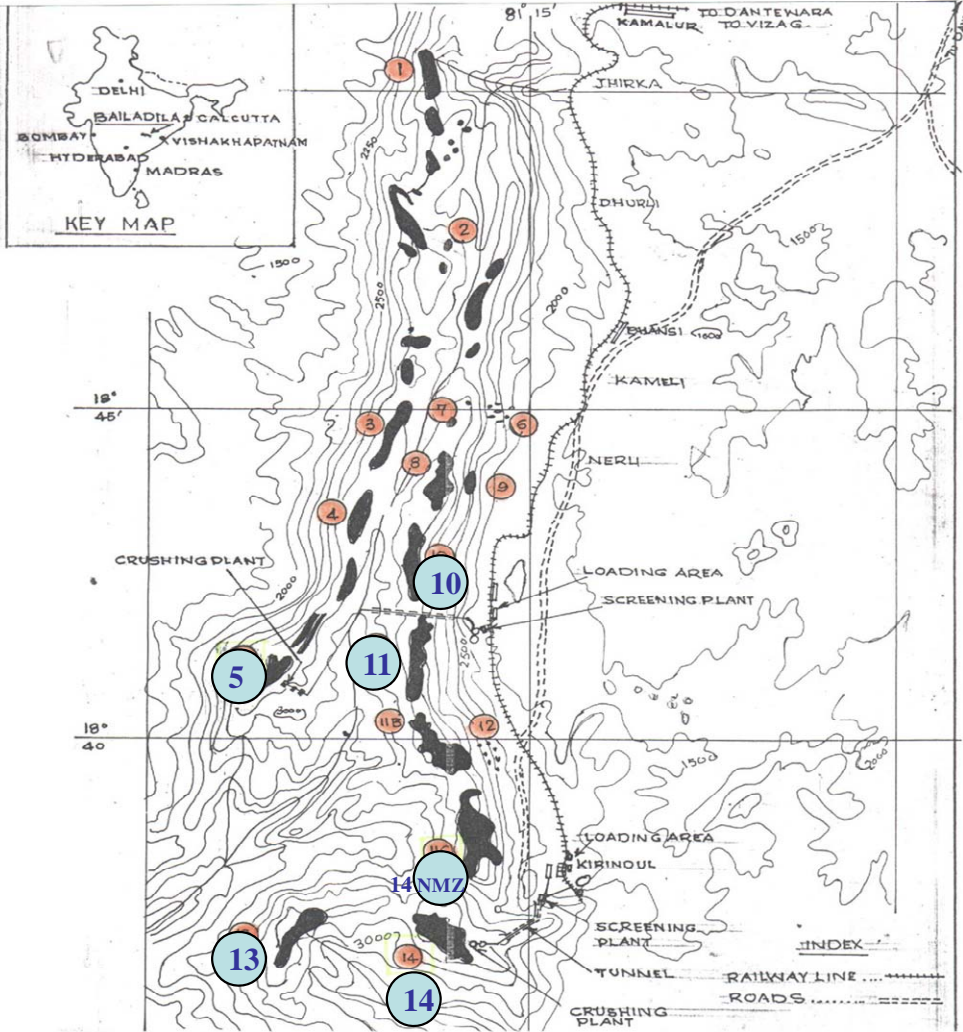 81° 15'
KAMALUR
TO DANTEWARA
TO VIZAG
DELHI
BAILADILA
CALCUTTA
BOMBAY
VISHAKHAPATNAM
HYDERABAD
MADRAS
KEY MAP
1
JHIRKA
2250
DHURLI
2
1500
1500
2500
2000
BHANSI
1500
KAMELI
18°
45'
3
7
6
8
NERLI
9
4
CRUSHING PLANT
2000
10
LOADING AREA
SCREENING PLANT
2500
11
5
3000
11B
12
18°
40
1500
2000
LOADING AREA
KIRINDUL
14 NMZ
13
3000
14
14
SCREENING
PLANT
TUNNEL
CRUSHING
PLANT
INDEX
RAILWAY LINE ....
ROADS ........